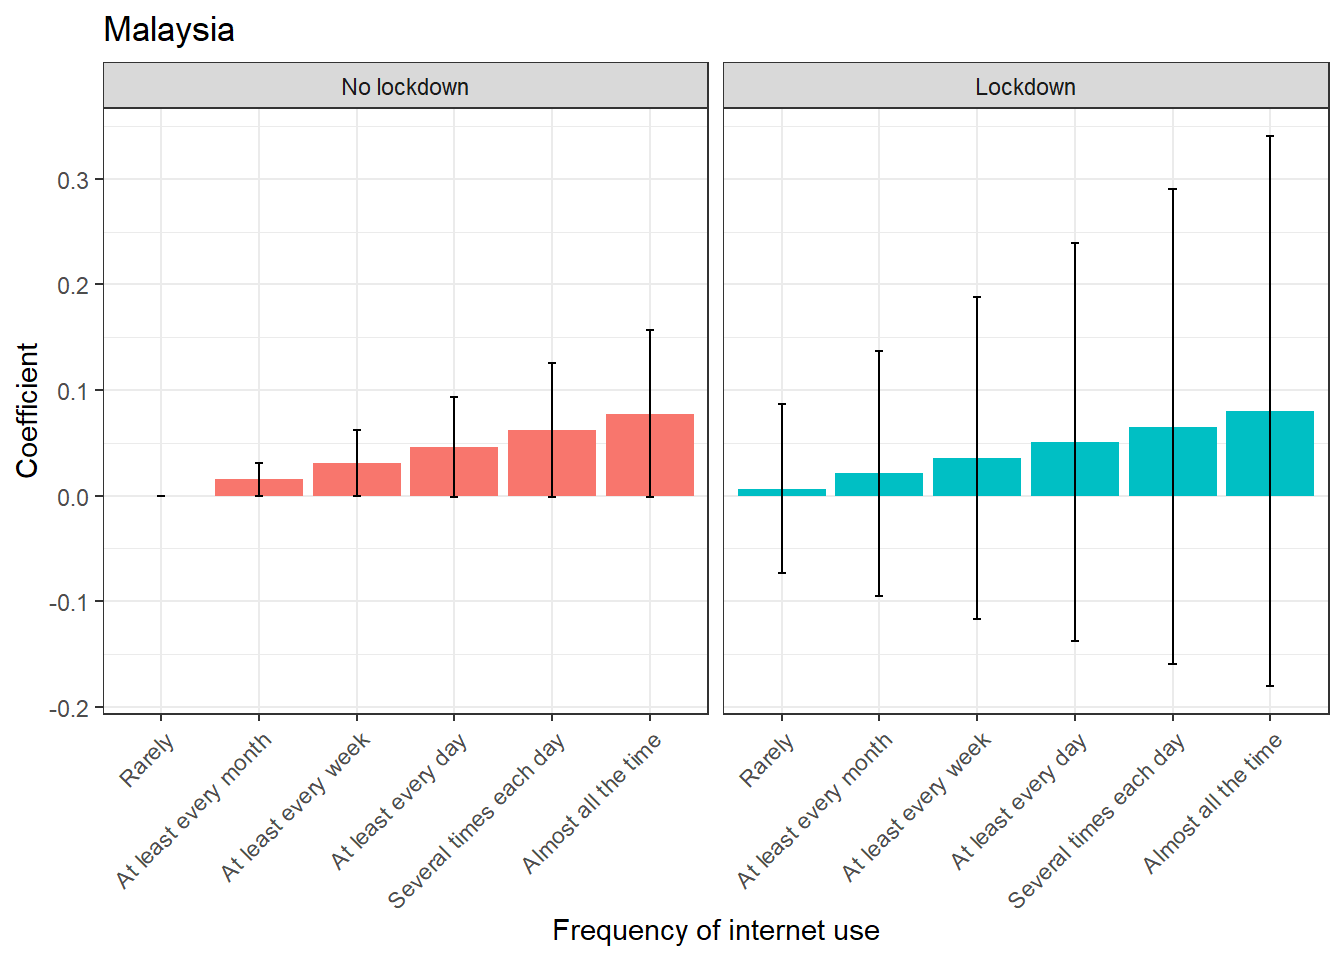 Malaysia
No lockdown
Lockdown
Coefficient
0.3
0.2
0.1
0.0
-0.1
-0.2
Rarely
At least every month
At least every week
At least every day
Several times each day
Almost all the time
Rarely
At least every month
At least every week
At least every day
Several times each day
Almost all the time
Frequency of internet use